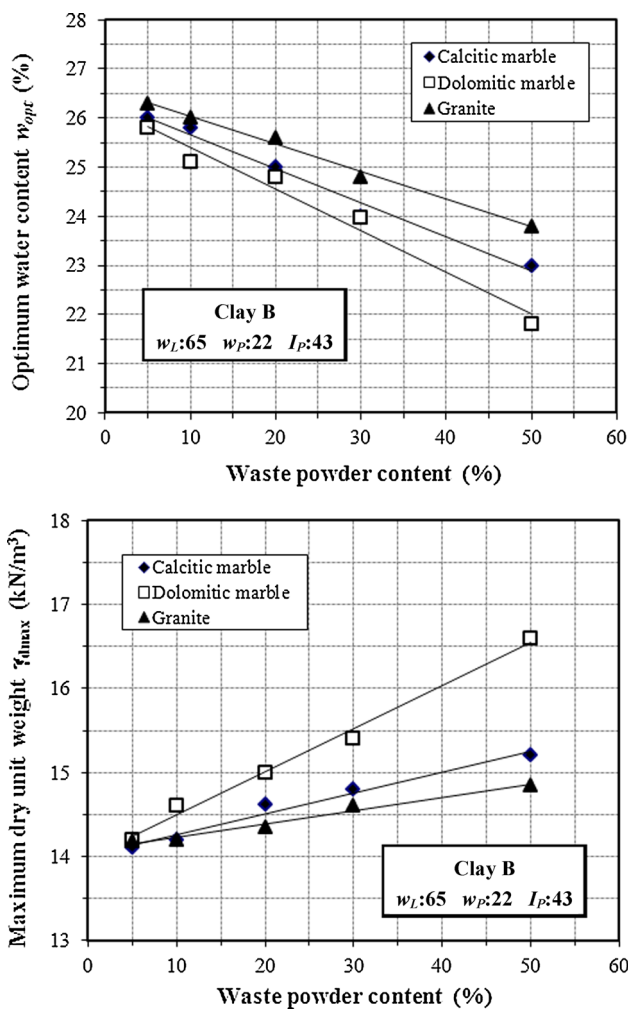 28
27
26
25
24
23
22
21
20
Optimum water content wopt (%)
Calcitic marble
Dolomitic marble
Granite
Clay B
wL:65 wP:22 IP:43
0 10 20 30 40 50 60
Waste powder content (%)
18
17
16
15
14
13
Maximum dry unit weight γdmax (kN/m³)
Calcitic marble
Dolomitic marble
Granite
Clay B
wL:65 wP:22 IP:43
0 10 20 30 40 50 60
Waste powder content (%)